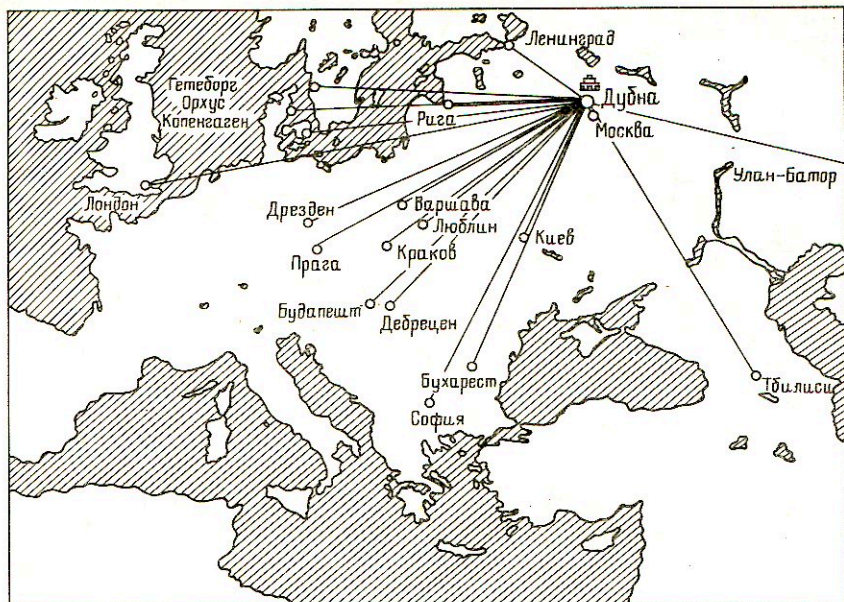 Ленинград
Гетеборг
Орхус
Копенгаген
Рига
Дубна
Москва
Улан-Батор
Лондон
Дрезден
Варшава
Люблин
Киев
Прага
Краков
Будапешт
Дебрецен
Бухарест
Тбилиси
София